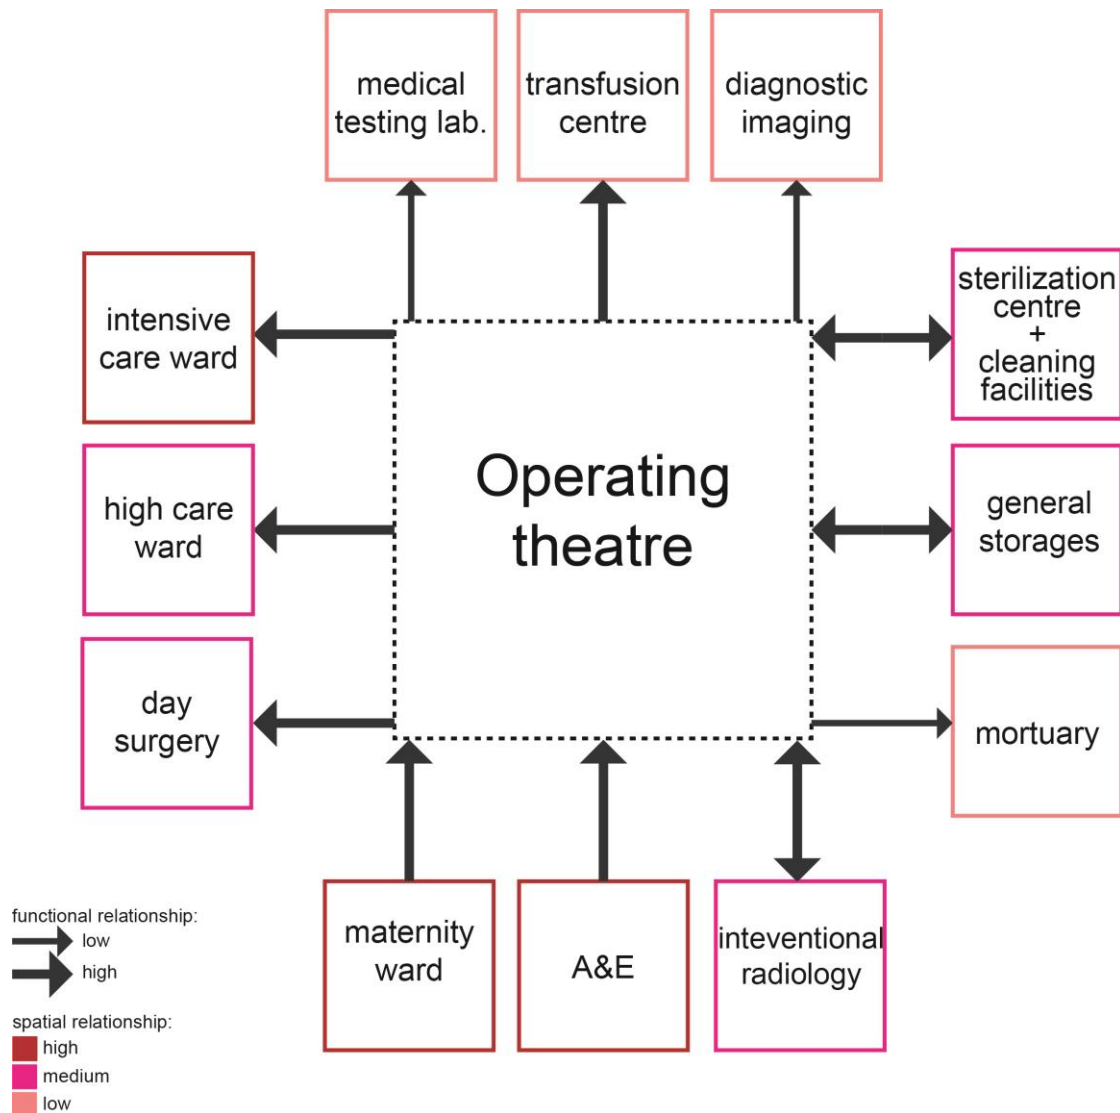 medical
testing lab.
transfusion
centre
diagnostic
imaging
intensive
care ward
sterilization
centre
+
cleaning
facilities
high care
ward
Operating
theatre
general
storages
day
surgery
mortuary
maternity
ward
A&E
inteventional
radiology
functional relationship:
low
high
spatial relationship:
high
medium
low